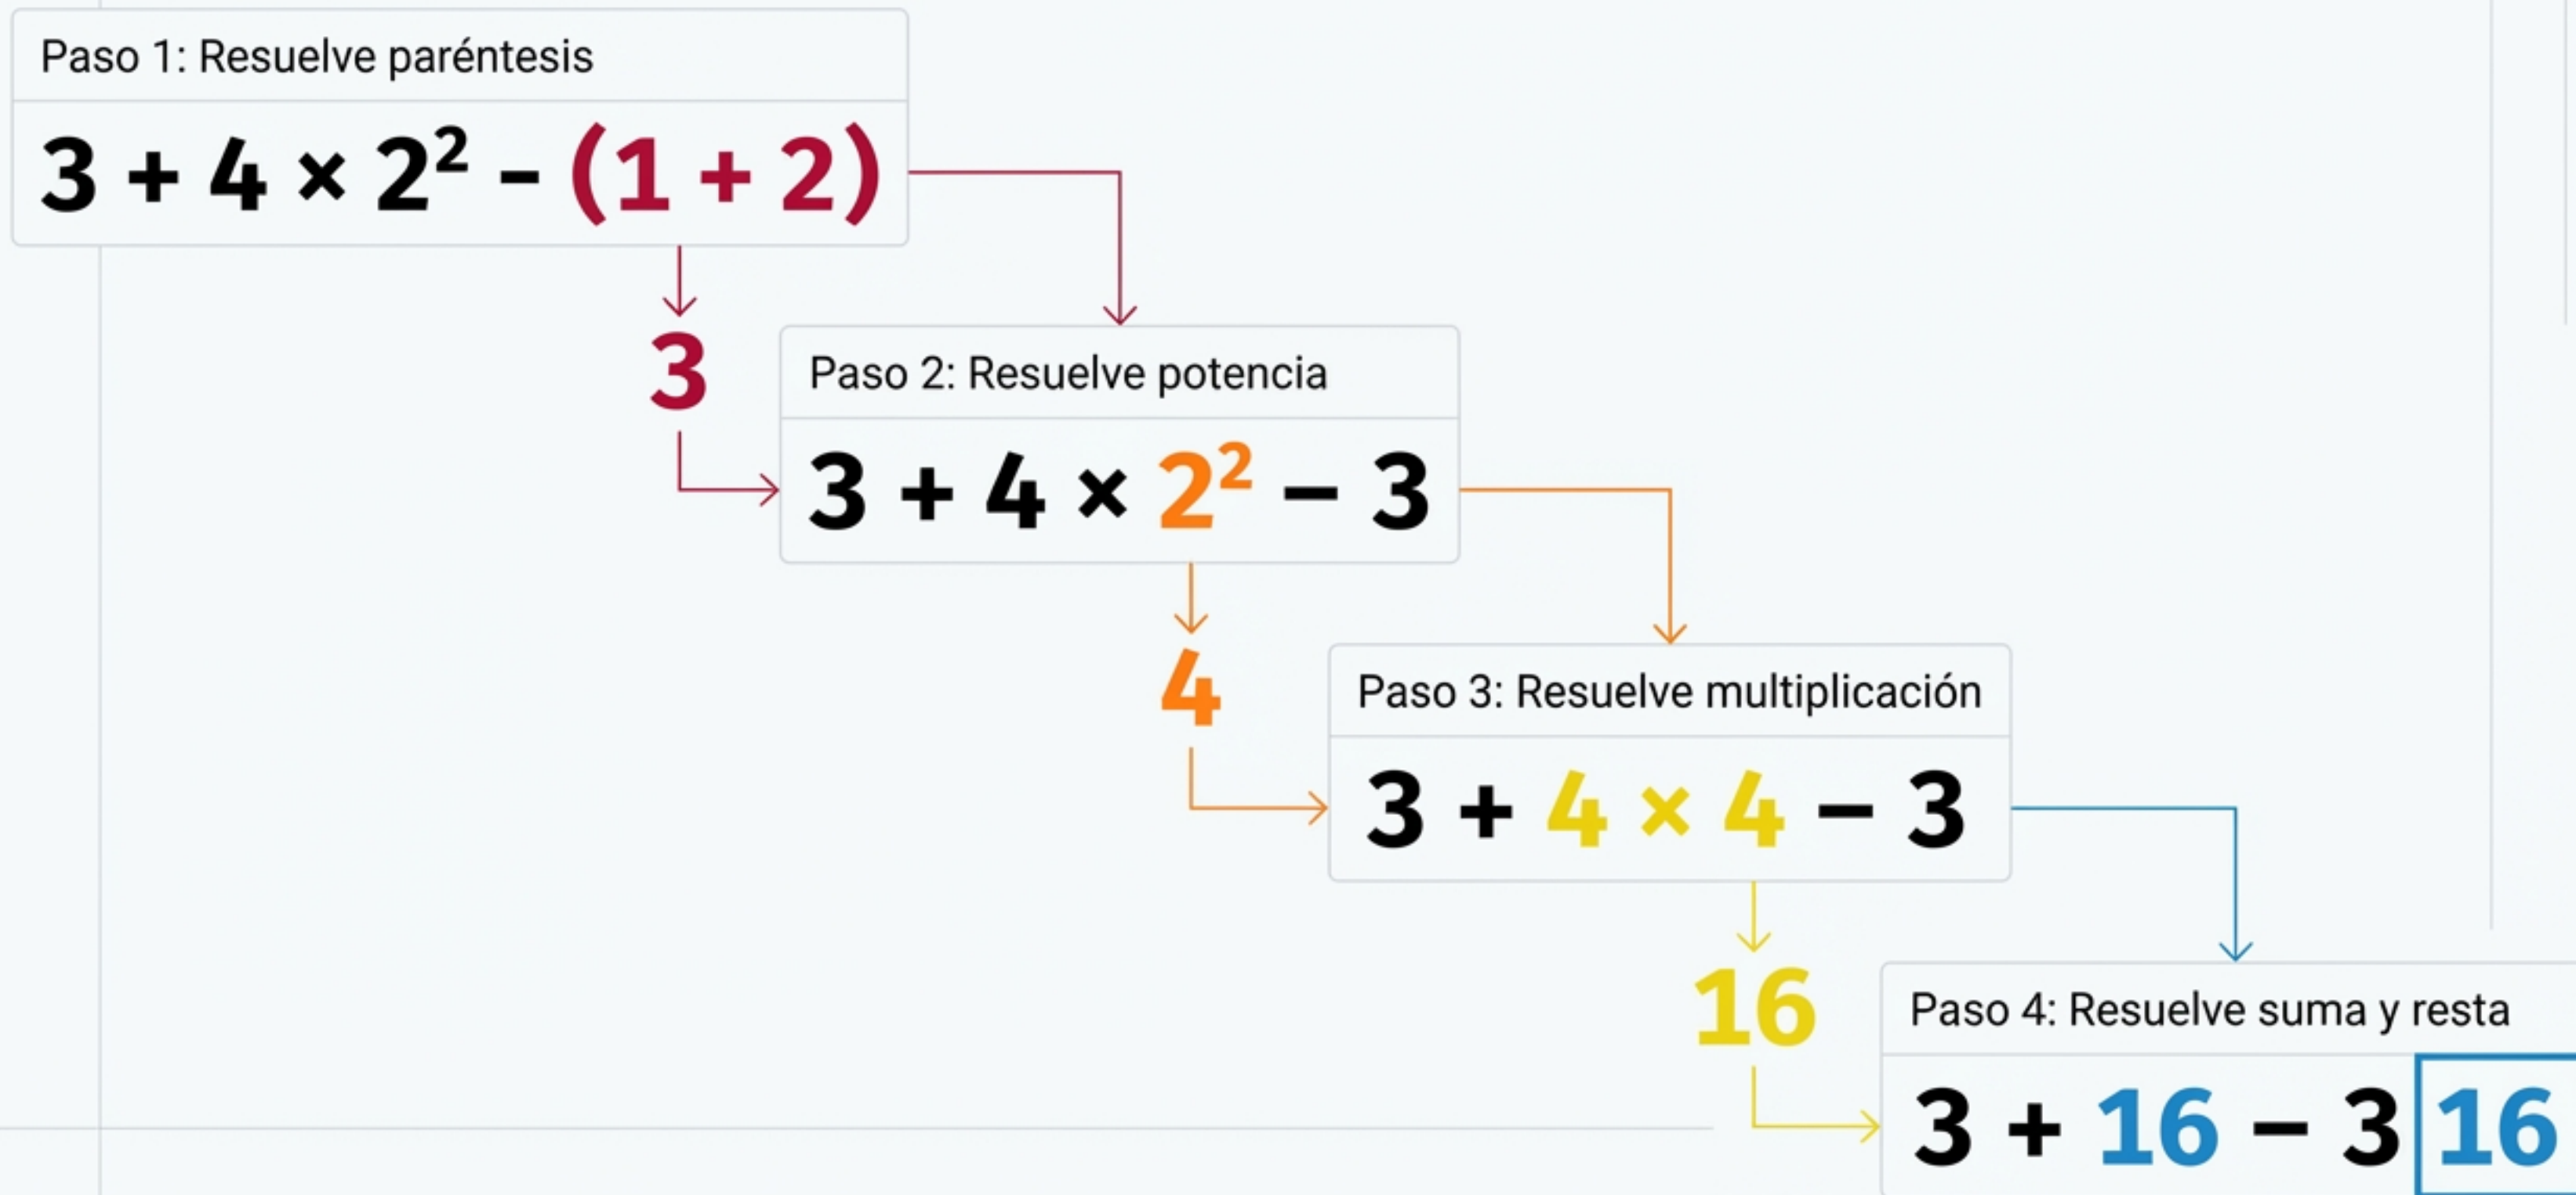 Paso 1: Resuelve paréntesis
3 + 4 × 2² - (1 + 2)
3
Paso 2: Resuelve potencia
3 + 4 × 2² – 3
4
Paso 3: Resuelve multiplicación
3 + 4 × 4 – 3
16
Paso 4: Resuelve suma y resta
3 + 16 – 3 16